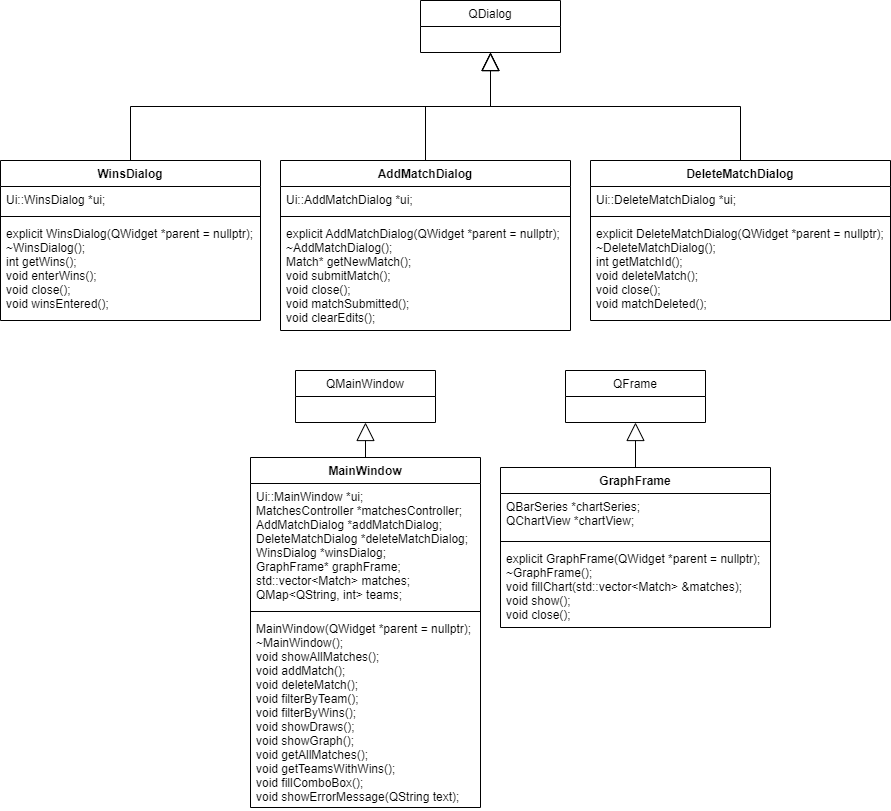 QDialog
WinsDialog
Ui::WinsDialog *ui;
explicit WinsDialog(QWidget *parent = nullptr);
~WinsDialog();
int getWins();
void enterWins();
void close();
void winsEntered();
AddMatchDialog
Ui::AddMatchDialog *ui;
explicit AddMatchDialog(QWidget *parent = nullptr);
~AddMatchDialog();
Match* getNewMatch();
void submitMatch();
void close();
void matchSubmitted();
void clearEdits();
DeleteMatchDialog
Ui::DeleteMatchDialog *ui;
explicit DeleteMatchDialog(QWidget *parent = nullptr);
~DeleteMatchDialog();
int getMatchId();
void deleteMatch();
void close();
void matchDeleted();
QMainWindow
MainWindow
Ui::MainWindow *ui;
MatchesController *matchesController;
AddMatchDialog *addMatchDialog;
DeleteMatchDialog *deleteMatchDialog;
WinsDialog *winsDialog;
GraphFrame* graphFrame;
std::vector<Match> matches;
QMap<QString, int> teams;
MainWindow(QWidget *parent = nullptr);
~MainWindow();
void showAllMatches();
void addMatch();
void deleteMatch();
void filterByTeam();
void filterByWins();
void showDraws();
void showGraph();
void getAllMatches();
void getTeamsWithWins();
void fillComboBox();
void showErrorMessage(QString text);
QFrame
GraphFrame
QBarSeries *chartSeries;
QChartView *chartView;
explicit GraphFrame(QWidget *parent = nullptr);
~GraphFrame();
void fillChart(std::vector<Match> &matches);
void show();
void close();